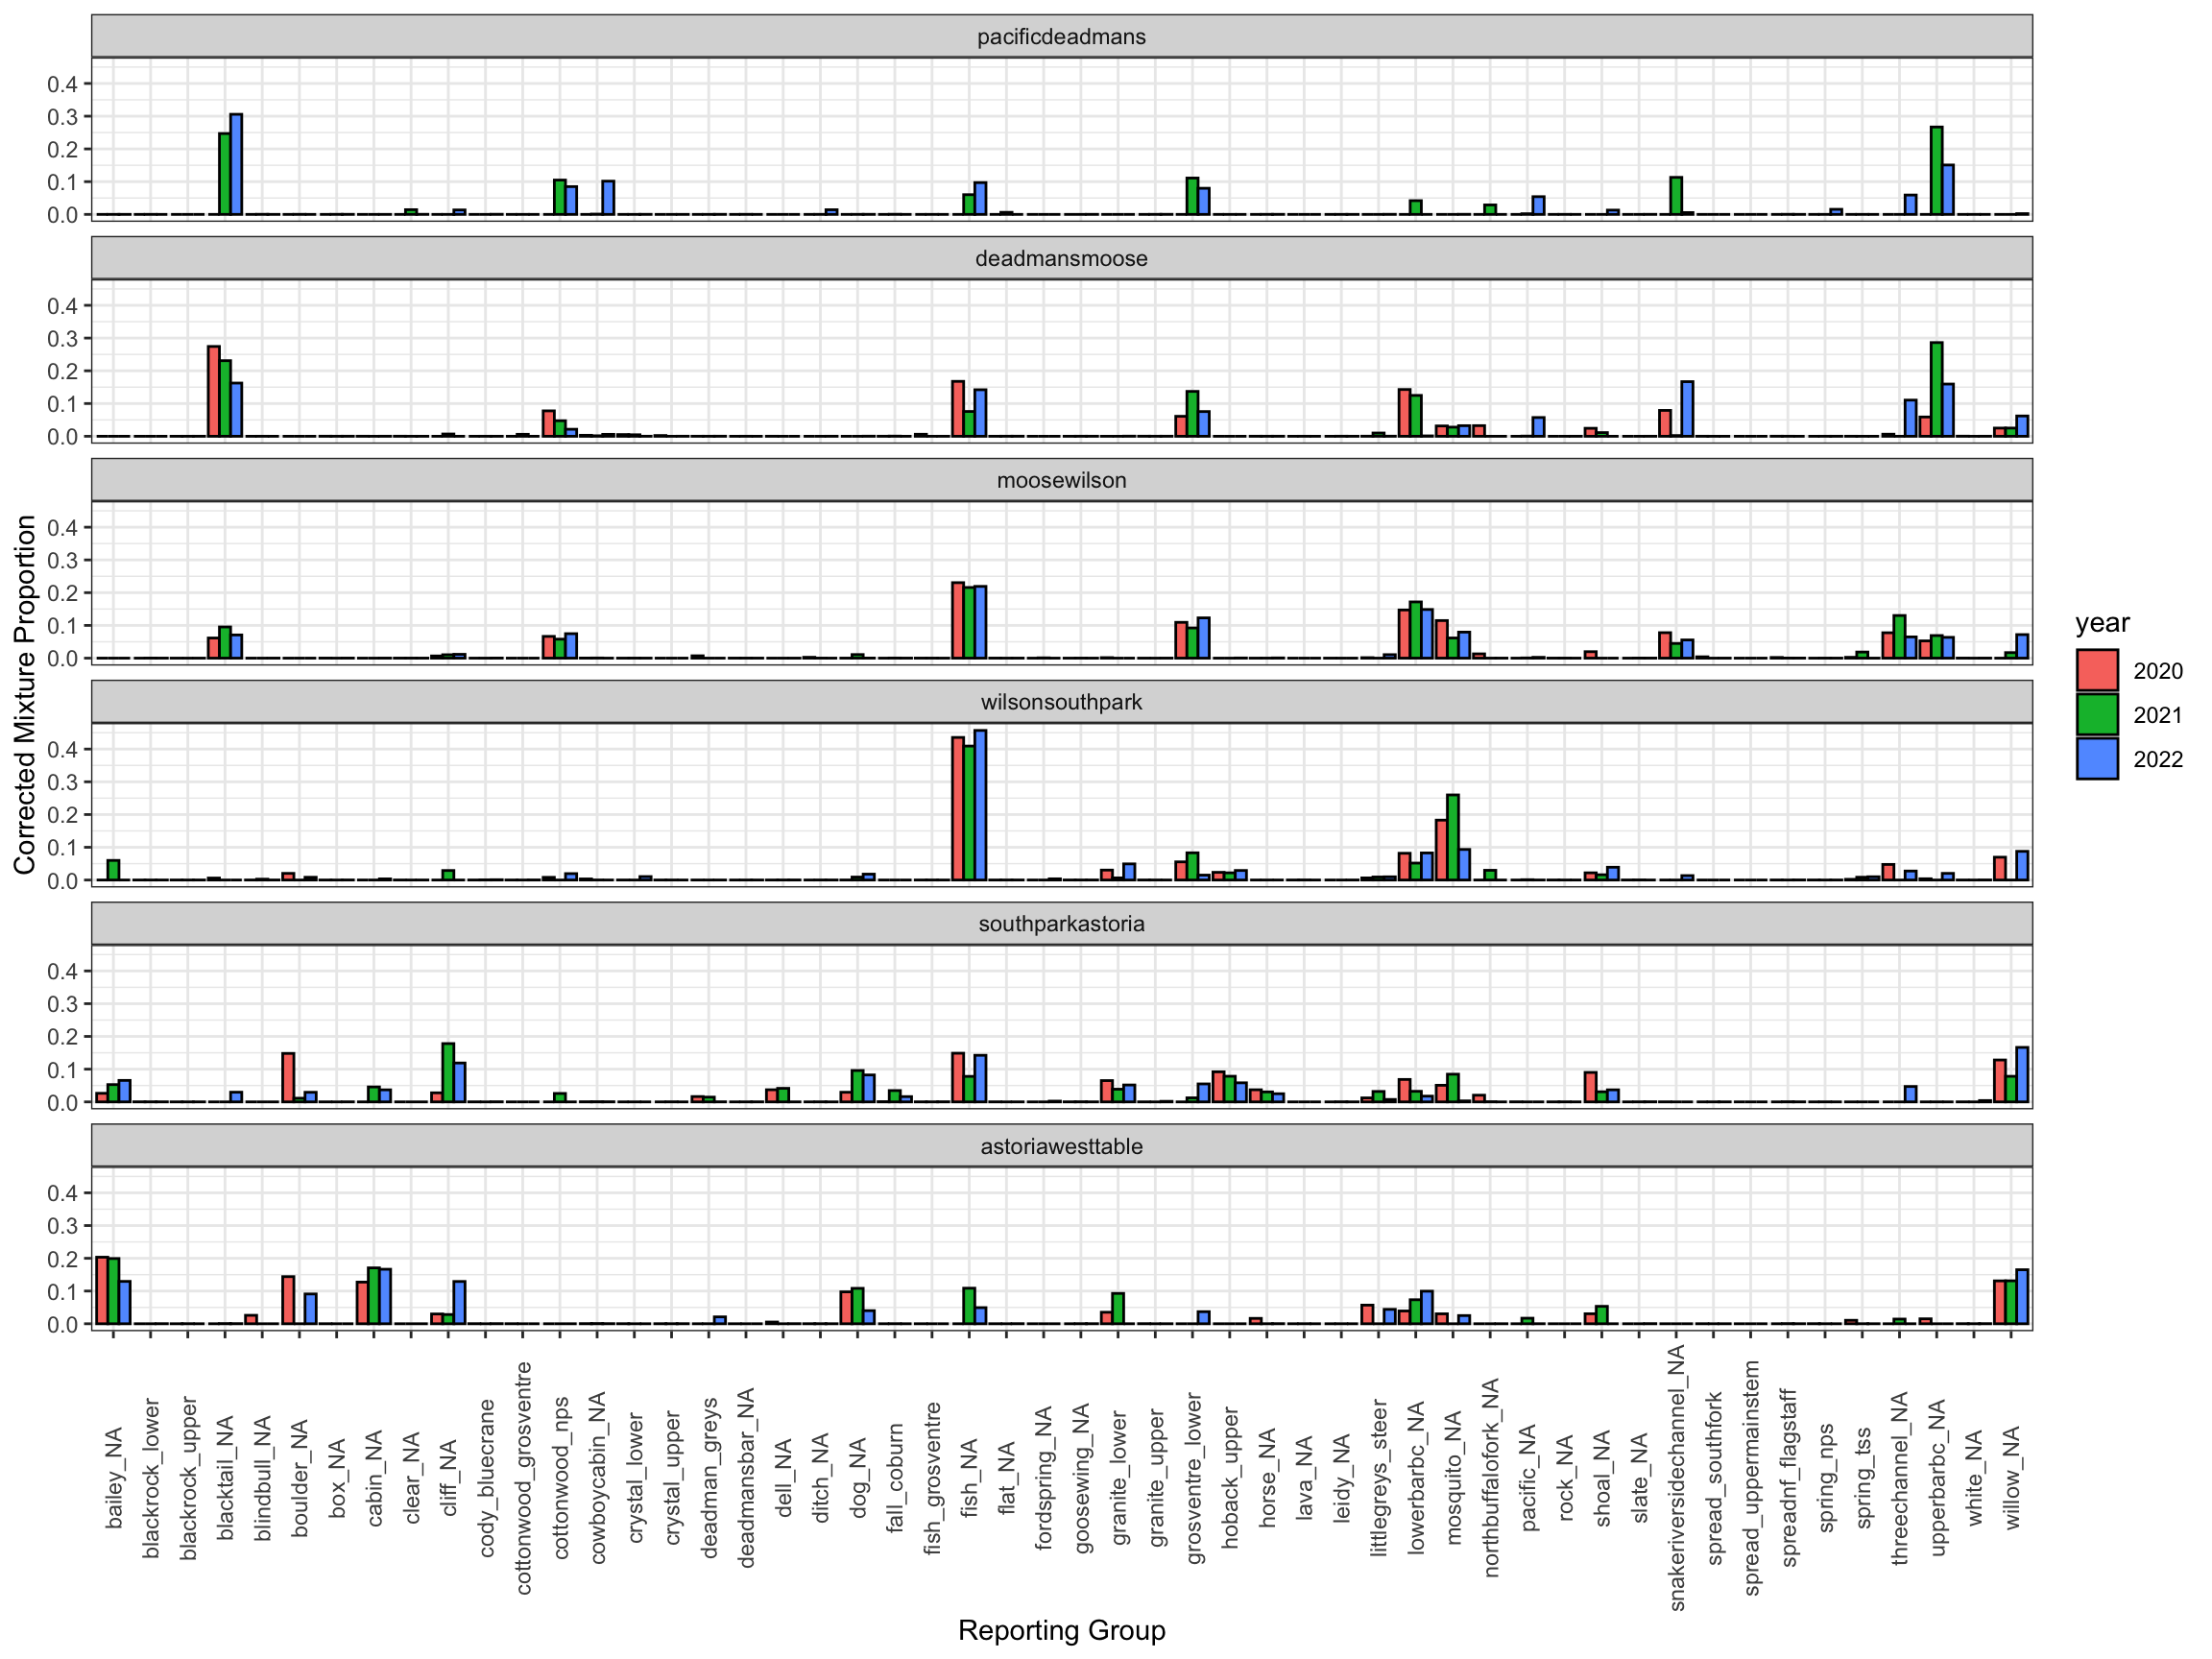 pacificdeadmans
0.4
0.3
0.2
0.1
0.0
deadmansmoose
0.4
0.3
0.2
0.1
0.0
moosewilson
0.4
0.3
0.2
0.1
0.0
wilsonsouthpark
0.4
0.3
0.2
0.1
0.0
southparkastoria
0.4
0.3
0.2
0.1
0.0
astoriawesttable
0.4
0.3
0.2
0.1
0.0
Corrected Mixture Proportion
bailey_NA
blackrock_lower
blackrock_upper
blacktail_NA
blindbull_NA
boulder_NA
box_NA
cabin_NA
clear_NA
cliff_NA
cody_bluecrane
cottonwood_grosventre
cottonwood_nps
cowboycabin_NA
crystal_lower
crystal_upper
deadman_greys
deadmansbar_NA
dell_NA
ditch_NA
dog_NA
fall_coburn
fish_grosventre
fish_NA
flat_NA
fordspring_NA
goosewing_NA
granite_lower
granite_upper
grosventre_lower
hoback_upper
horse_NA
lava_NA
leidy_NA
littlegreys_steer
lowerbarbc_NA
mosquito_NA
northbuffalofork_NA
pacific_NA
rock_NA
shoal_NA
slate_NA
snakeriversidechannel_NA
spread_southfork
spread_uppermainstem
spreadnf_flagstaff
spring_nps
spring_tss
threechannel_NA
upperbarbc_NA
white_NA
willow_NA
Reporting Group
year
2020
2021
2022